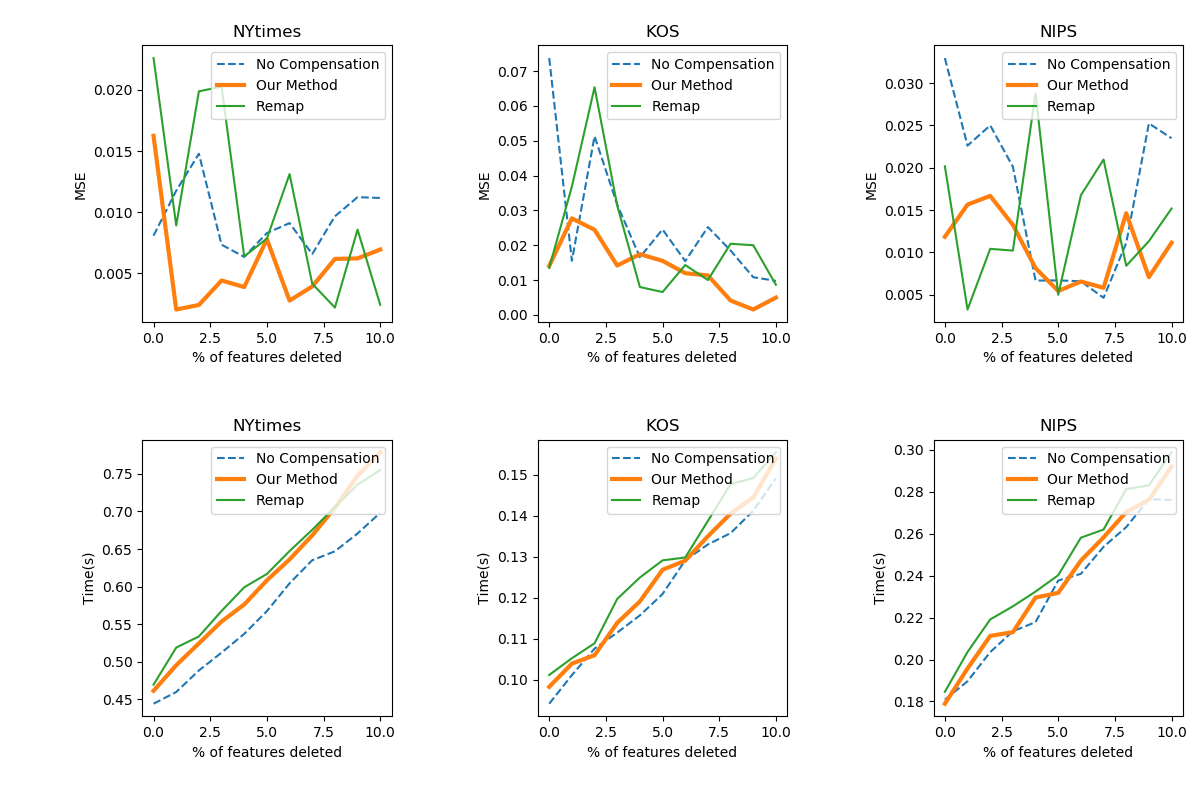 NYtimes
MSE
0.020
0.015
0.010
0.005
No Compensation
Our Method
Remap
0.0 2.5 5.0 7.5 10.0
% of features deleted
KOS
MSE
0.07
0.06
0.05
0.04
0.03
0.02
0.01
0.00
No Compensation
Our Method
Remap
0.0 2.5 5.0 7.5 10.0
% of features deleted
NIPS
MSE
0.030
0.025
0.020
0.015
0.010
0.005
No Compensation
Our Method
Remap
0.0 2.5 5.0 7.5 10.0
% of features deleted
NYtimes
Time(s)
0.75
0.70
0.65
0.60
0.55
0.50
0.45
No Compensation
Our Method
Remap
0.0 2.5 5.0 7.5 10.0
% of features deleted
KOS
Time(s)
0.15
0.14
0.13
0.12
0.11
0.10
No Compensation
Our Method
Remap
0.0 2.5 5.0 7.5 10.0
% of features deleted
NIPS
Time(s)
0.30
0.28
0.26
0.24
0.22
0.20
0.18
No Compensation
Our Method
Remap
0.0 2.5 5.0 7.5 10.0
% of features deleted